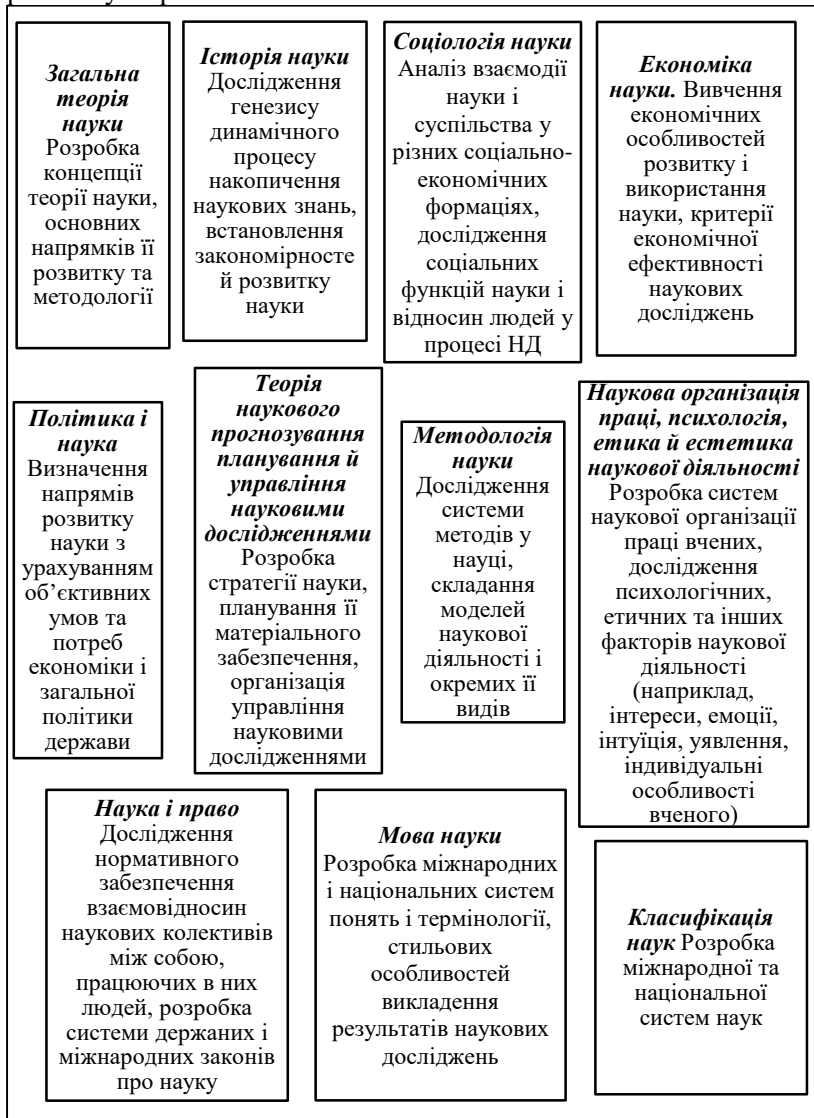 Загальна
теорія
науки
Розробка
концепції
теорії науки,
основних
напрямків її
розвитку та
методології
Історія науки
Дослідження
генезису
динамічного
процесу
накопичення
наукових знань,
встановлення
закономірносте
й розвитку
науки
Соціологія науки
Аналіз взаємодії
науки і
суспільства у
різних соціально-
економічних
формаціях,
дослідження
соціальних
функцій науки і
відносин людей у
процесі НД
Економіка
науки. Вивчення
економічних
особливостей
розвитку і
використання
науки, критерії
економічної
ефективності
наукових
досліджень
Політика і
наука
Визначення
напрямів
розвитку
науки з
урахуванням
об’єктивних
умов та
потреб
економіки і
загальної
політики
держави
Теорія
наукового
прогнозування
планування й
управління
науковими
дослідженнями
Розробка
стратегії науки,
планування її
матеріального
забезпечення,
організація
управління
науковими
дослідженнями
Методологія
науки
Дослідження
системи
методів у
науці,
складання
моделей
наукової
діяльності і
окремих її
видів
Наукова організація
праці, психологія,
етика й естетика
наукової діяльності
Розробка систем
наукової організації
праці вчених,
дослідження
психологічних,
етичних та інших
факторів наукової
діяльності
(наприклад,
інтереси, емоції,
інтуїція, уявлення,
індивідуальні
особливості
вченого)
Наука і право
Дослідження
нормативного
забезпечення
взаємовідносин
наукових колективів
між собою,
працюючих в них
людей, розробка
системи держаних і
міжнародних законів
про науку
Мова науки
Розробка міжнародних
і національних систем
понять і термінології,
стильових
особливостей
викладення
результатів наукових
досліджень
Класифікація
наук Розробка
міжнародної та
національної
систем наук